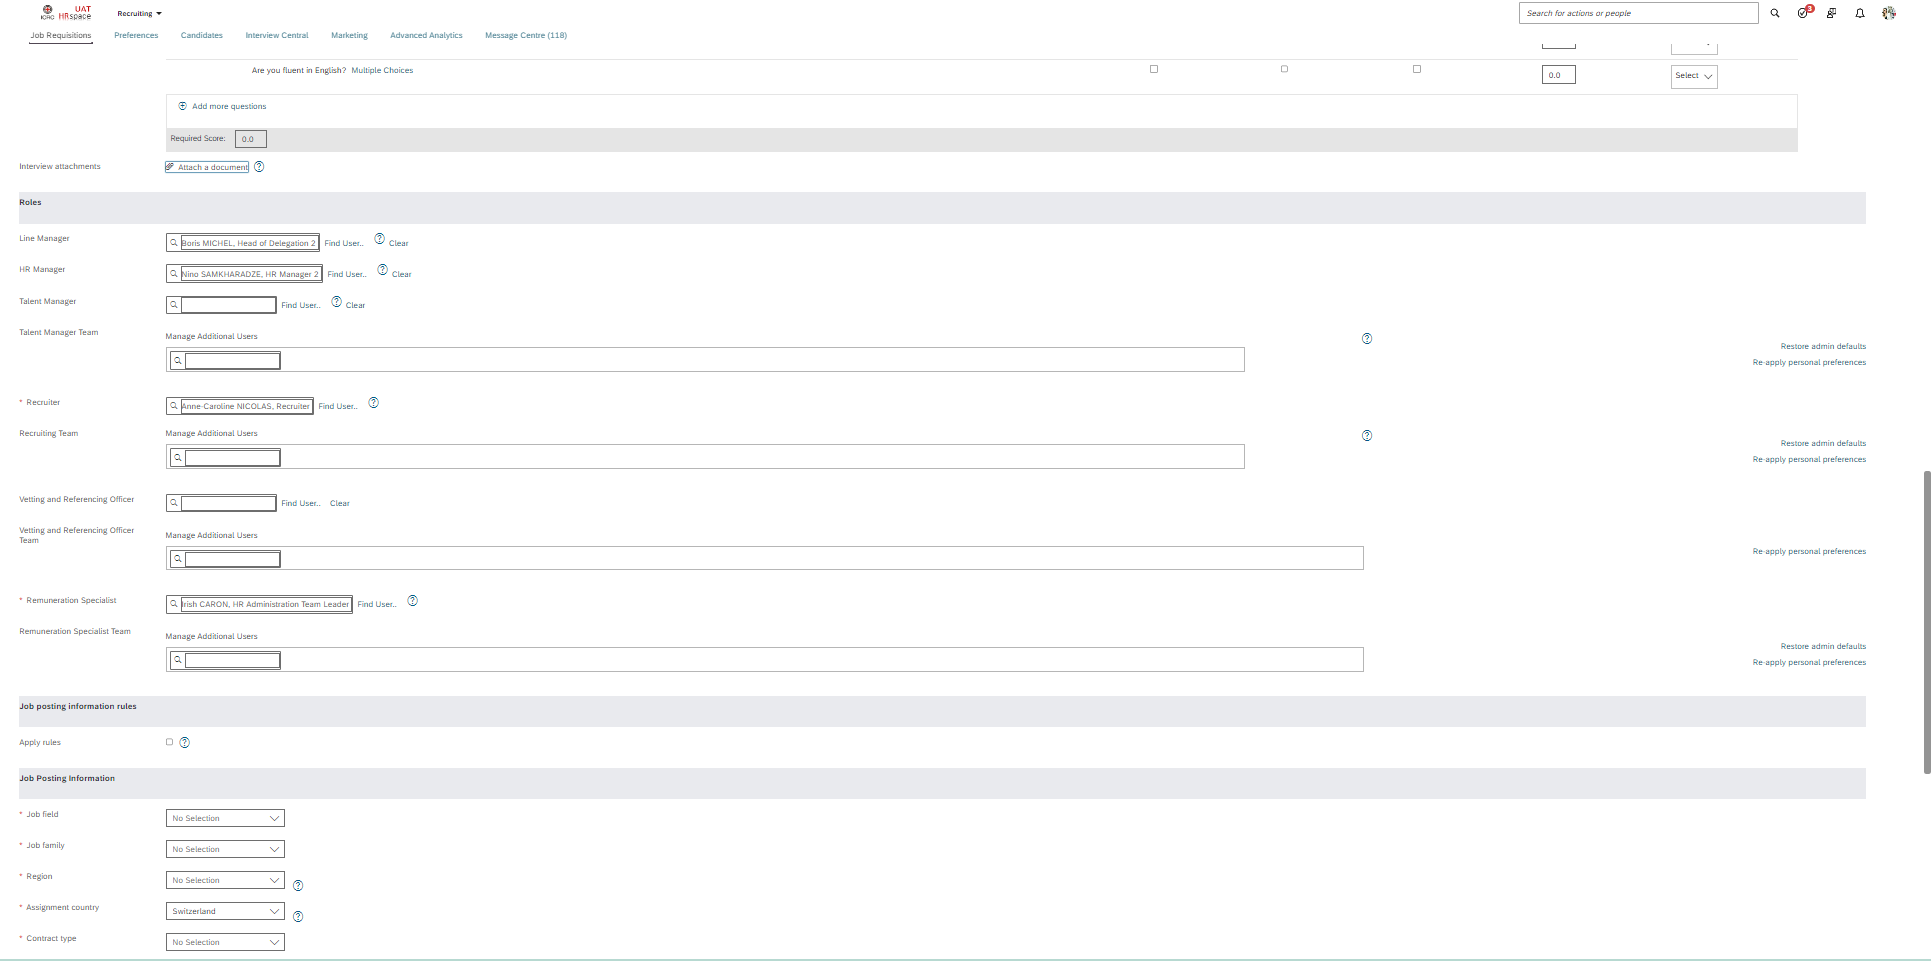 ICRC
UAT
HRspace
Recruiting
Search for actions or people
3
Job Requisitions
Preferences
Candidates
Interview Central
Marketing
Advanced Analytics
Message Centre (118)
Are you fluent in English? Multiple Choices
0.0
Select
Add more questions
Required Score: 0.0
Interview attachments
Attach a document
Roles
Line Manager
Boris MICHEL, Head of Delegation 2
Find User..
Clear
HR Manager
Nino SAMKHARADZE, HR Manager 2
Find User..
Clear
Talent Manager
Find User..
Clear
Talent Manager Team
Manage Additional Users
Restore admin defaults
Re-apply personal preferences
* Recruiter
Anne-Caroline NICOLAS, Recruiter
Find User..
Recruiting Team
Manage Additional Users
Restore admin defaults
Re-apply personal preferences
Vetting and Referencing Officer
Find User..
Clear
Vetting and Referencing Officer
Team
Manage Additional Users
Re-apply personal preferences
* Remuneration Specialist
Irish CARON, HR Administration Team Leader
Find User..
Remuneration Specialist Team
Manage Additional Users
Restore admin defaults
Re-apply personal preferences
Job posting information rules
Apply rules
Job Posting Information
* Job field
No Selection
* Job family
No Selection
* Region
No Selection
* Assignment country
Switzerland
* Contract type
No Selection